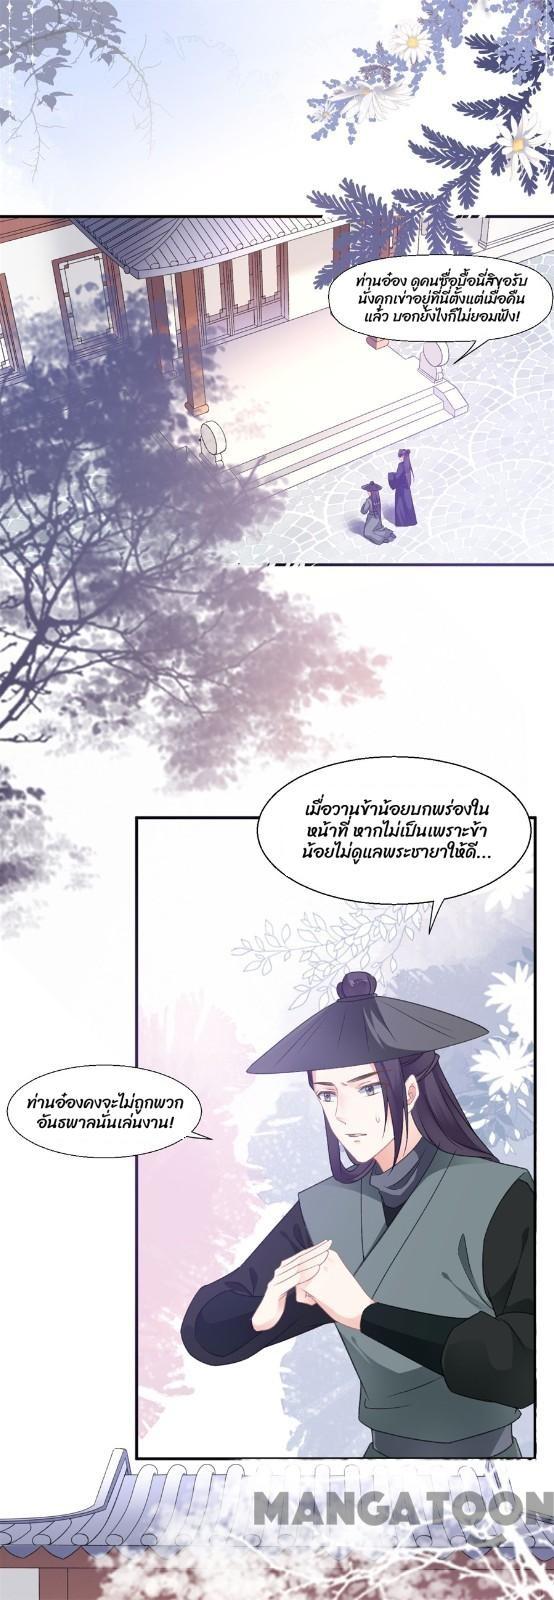 ท่านอ๋อง ดูคนซื่อบื้อนี่สิขอรับ
นั่งคุกเข่าอยู่ที่นี่ตั้งแต่เมื่อคืน
แล้ว บอกยังไงก็ไม่ยอมฟัง!
เมื่อวานข้าน้อยบกพร่องใน
หน้าที่ หากไม่เป็นเพราะข้า
น้อยไม่ดูแลพระชายาให้ดี...
ท่านอ๋องคงจะไม่ถูกพวก
อันธพาลนั่นเล่นงาน!
MANGATOON